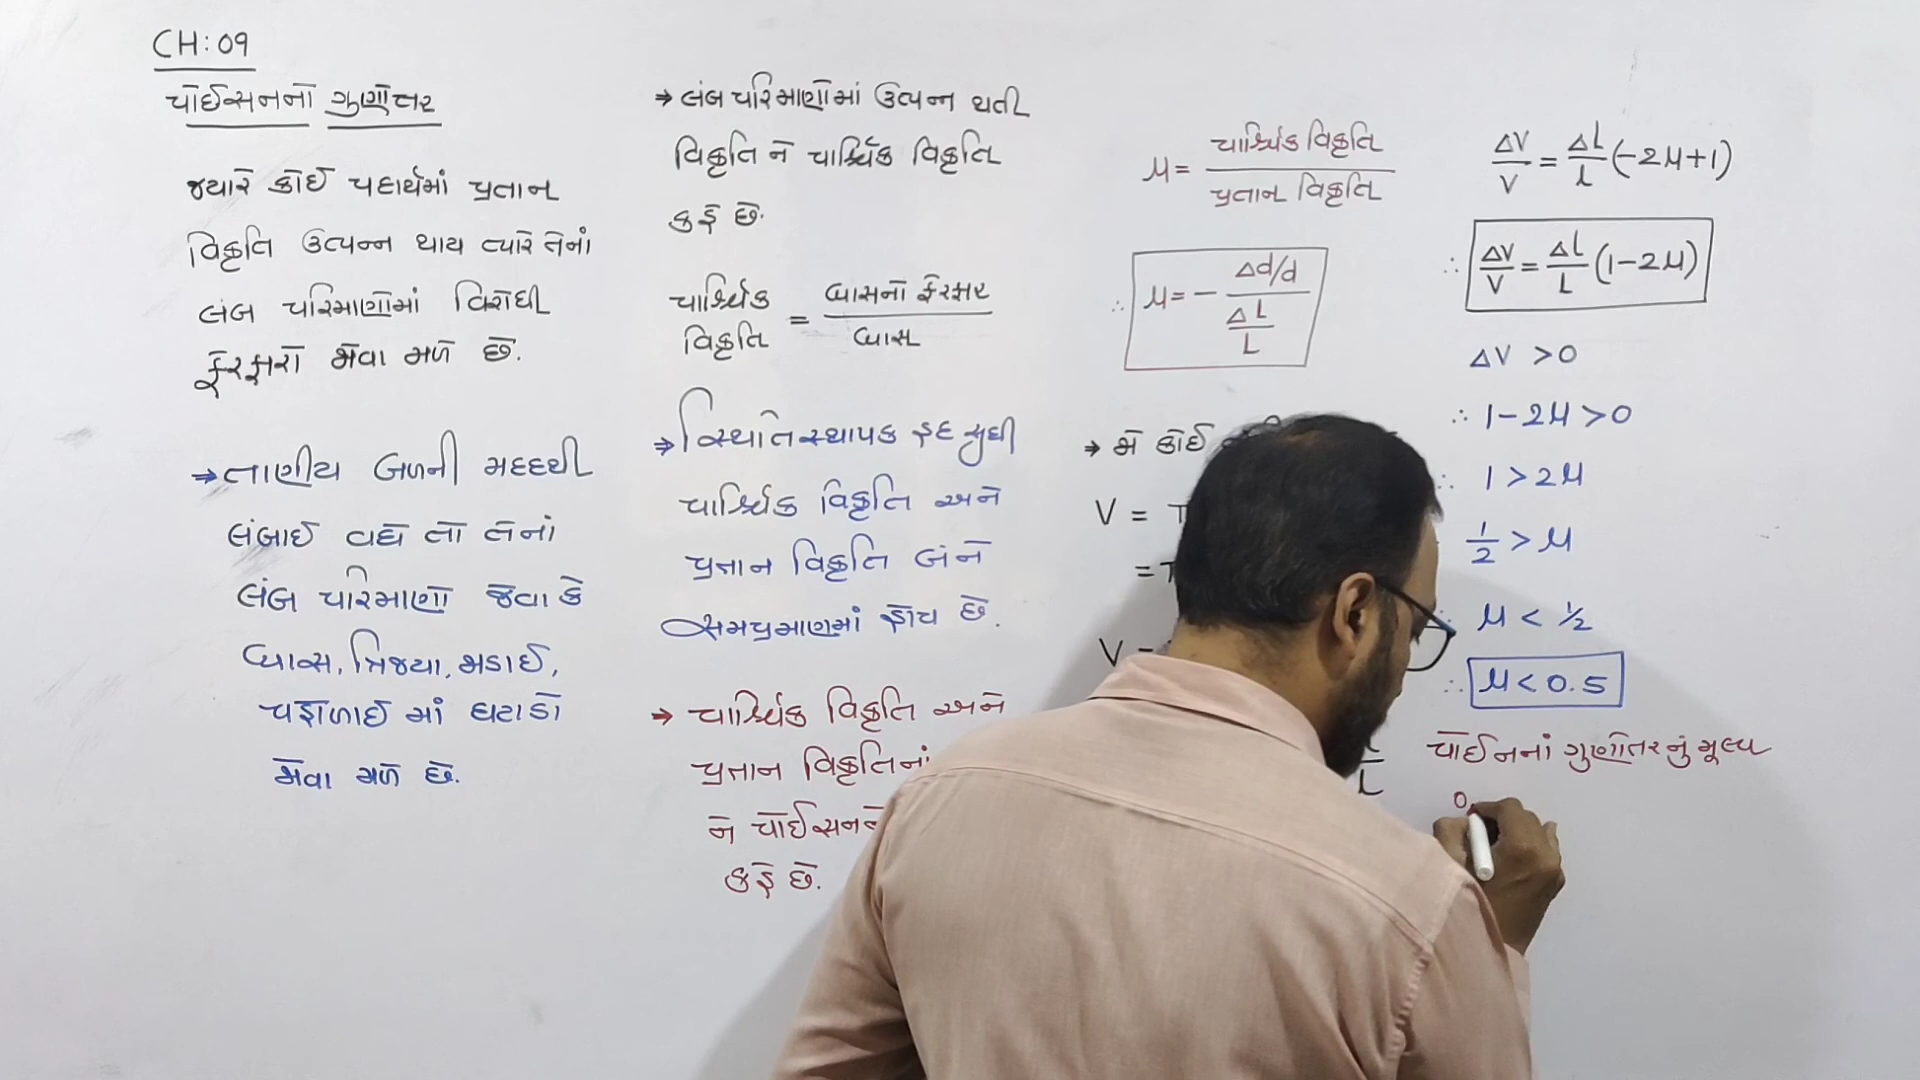 CH:09
પોઈસનનો ગુણોત્તર
જ્યારે કોઈ પદાર્થમાં પ્રતાન
વિકૃતિ ઉત્પન્ન થાય ત્યારે તેનાં
લંબ પરિમાણોમાં વિરોધી
ફેરફારો જોવા મળે છે.
→ તાણીય બળની મદદથી
લંબાઈ વધે તો તેનાં
લંબ પરિમાણો જેવા કે
વ્યાસ, ત્રિજ્યા, જાડાઈ,
પહોળાઈ માં ઘટાડો
જોવા મળે છે.
→ લંબ પરિમાણોમાં ઉત્પન્ન થતી
વિકૃતિ ને પાર્શ્વિક વિકૃતિ
કહે છે.
પાર્શ્વિક વિકૃતિ = વ્યાસનો ફેરફાર / વ્યાસ
→ સ્થિતિસ્થાપક હદ સુધી
પાર્શ્વિક વિકૃતિ અને
પ્રતાન વિકૃતિ બંને
સમપ્રમાણમાં હોય છે.
→ પાર્શ્વિક વિકૃતિ અને
પ્રતાન વિકૃતિનાં
ને પોઈસનનો
કહે છે.
μ = પાર્શ્વિક વિકૃતિ / પ્રતાન વિકૃતિ
∴ μ = - (Δd/d) / (ΔL/L)
→ જો કોઈ
V =
=
V =
L
ΔV/V = ΔL/L (-2μ+1)
∴ ΔV/V = ΔL/L (1-2μ)
ΔV > 0
∴ 1-2μ > 0
∴ 1 > 2μ
1/2 > μ
∴ μ < 1/2
∴ μ < 0.5
પોઈનનાં ગુણોતરનું મૂલ્ય
0